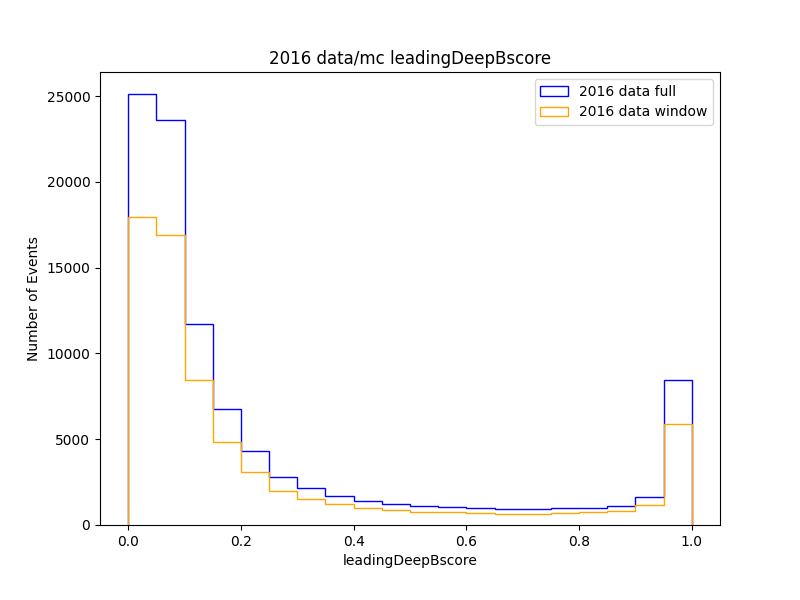 2016 data/mc leadingDeepBscore
2016 data full
2016 data window
Number of Events
25000
20000
15000
10000
5000
0
0.0 0.2 0.4 0.6 0.8 1.0
leadingDeepBscore